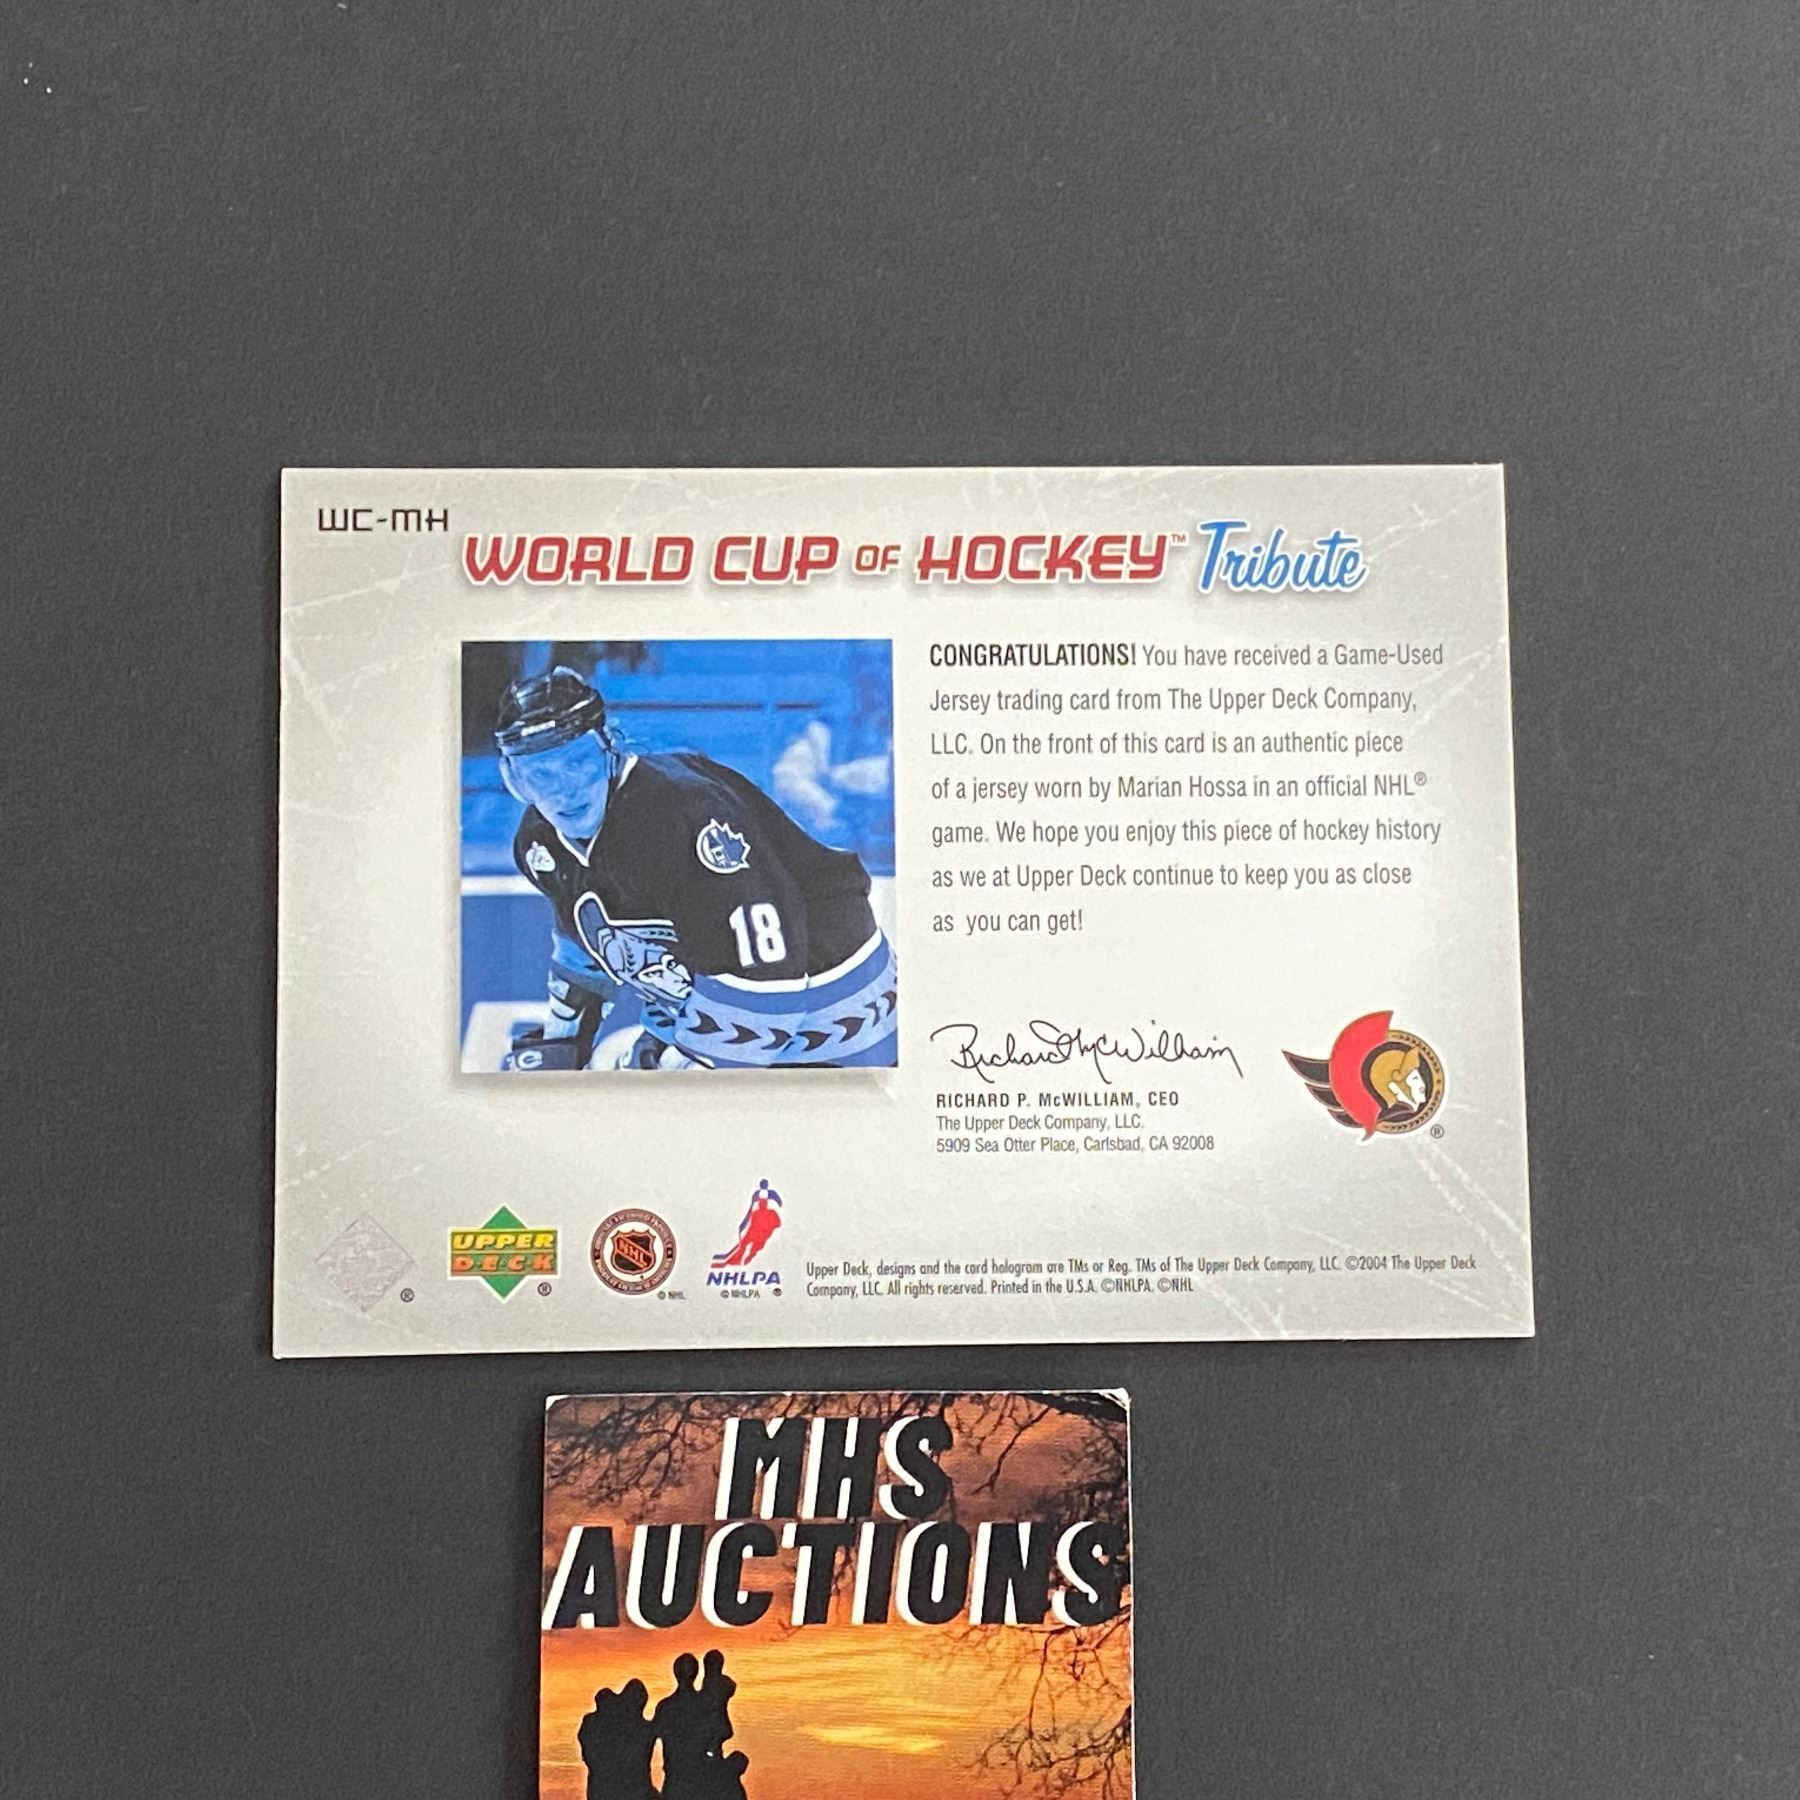 WC-MH
WORLD CUP OF HOCKEY™ Tribute
CONGRATULATIONS! You have received a Game-Used
Jersey trading card from The Upper Deck Company,
LLC. On the front of this card is an authentic piece
of a jersey worn by Marian Hossa in an official NHL®
game. We hope you enjoy this piece of hockey history
as we at Upper Deck continue to keep you as close
as you can get!
18
Richard McWilliam
RICHARD P. McWILLIAM, CEO
The Upper Deck Company, LLC.
5909 Sea Otter Place, Carlsbad, CA 92008
®
®
UPPER
DECK
®
NHL
© NHL
NHLPA
© NHLPA ®
Upper Deck, designs and the card hologram are TMs or Reg. TMs of The Upper Deck Company, LLC. ©2004 The Upper Deck
Company, LLC. All rights reserved. Printed in the U.S.A. ©NHLPA. ©NHL
MHS
AUCTIONS